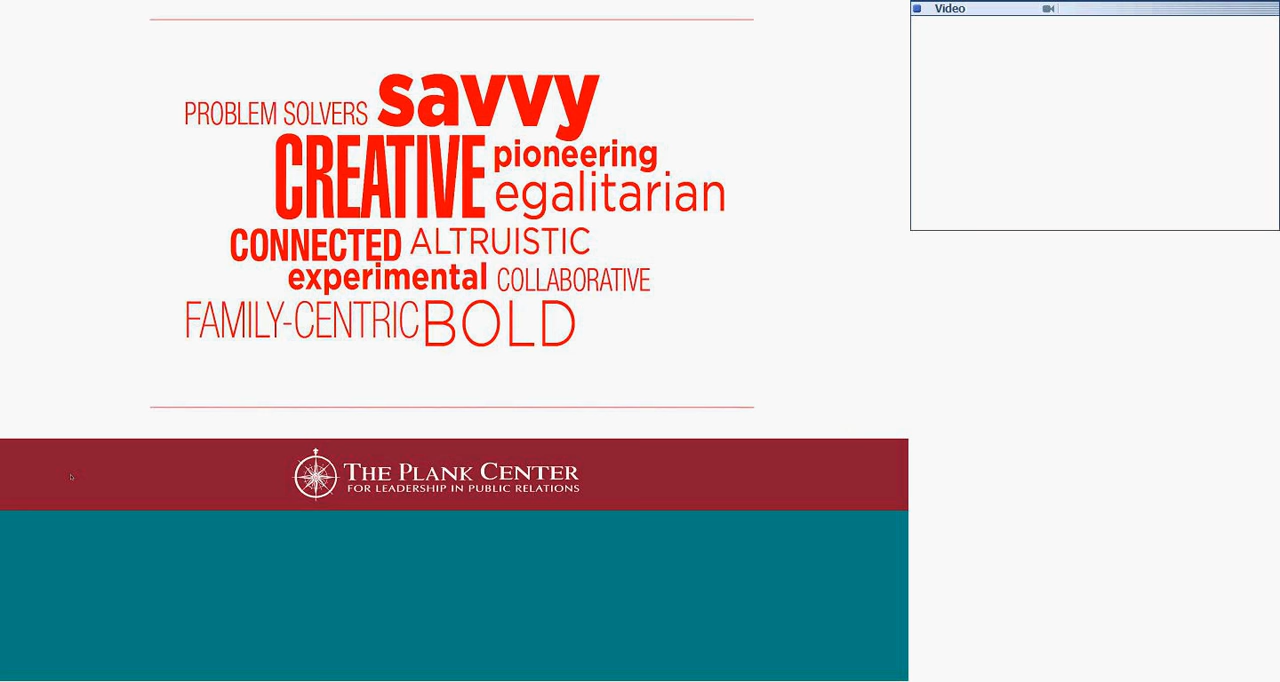 Video
PROBLEM SOLVERS savvy
CREATIVE pioneering
egalitarian
CONNECTED ALTRUISTIC
experimental COLLABORATIVE
FAMILY-CENTRIC BOLD
THE PLANK CENTER
FOR LEADERSHIP IN PUBLIC RELATIONS